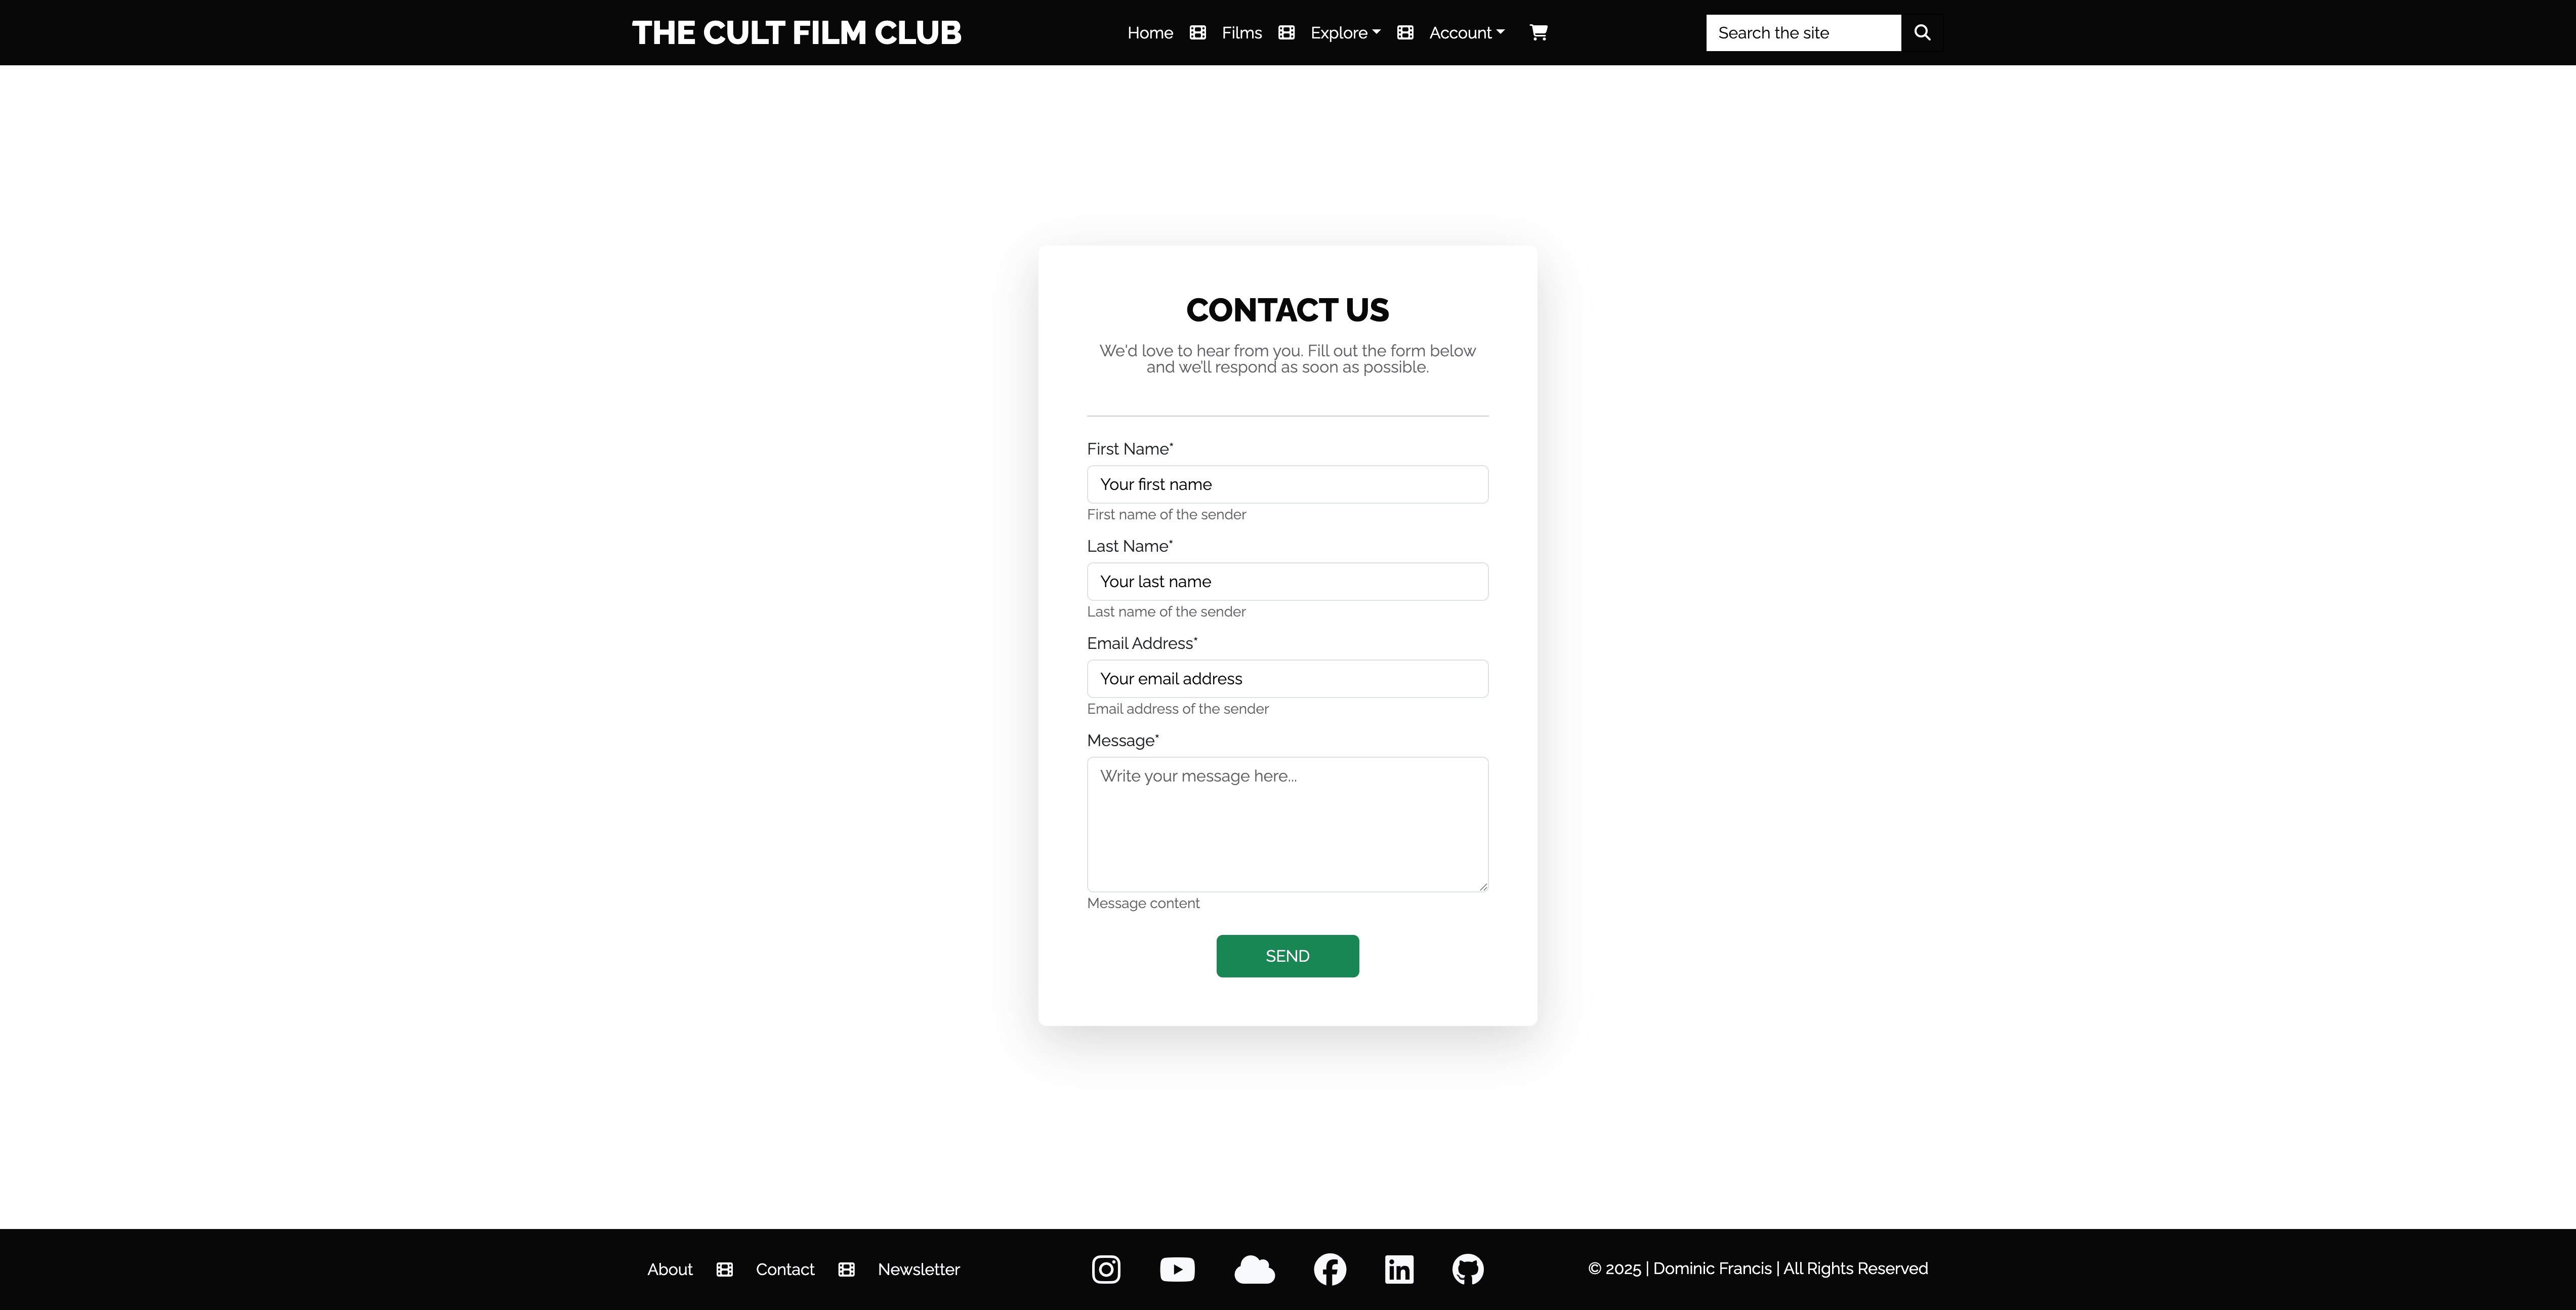 THE CULT FILM CLUB
Home Films Explore Account
Search the site
CONTACT US
We'd love to hear from you. Fill out the form below
and we'll respond as soon as possible.
First Name*
Your first name
First name of the sender
Last Name*
Your last name
Last name of the sender
Email Address*
Your email address
Email address of the sender
Message*
Write your message here...
Message content
SEND
About Contact Newsletter
© 2025 | Dominic Francis | All Rights Reserved